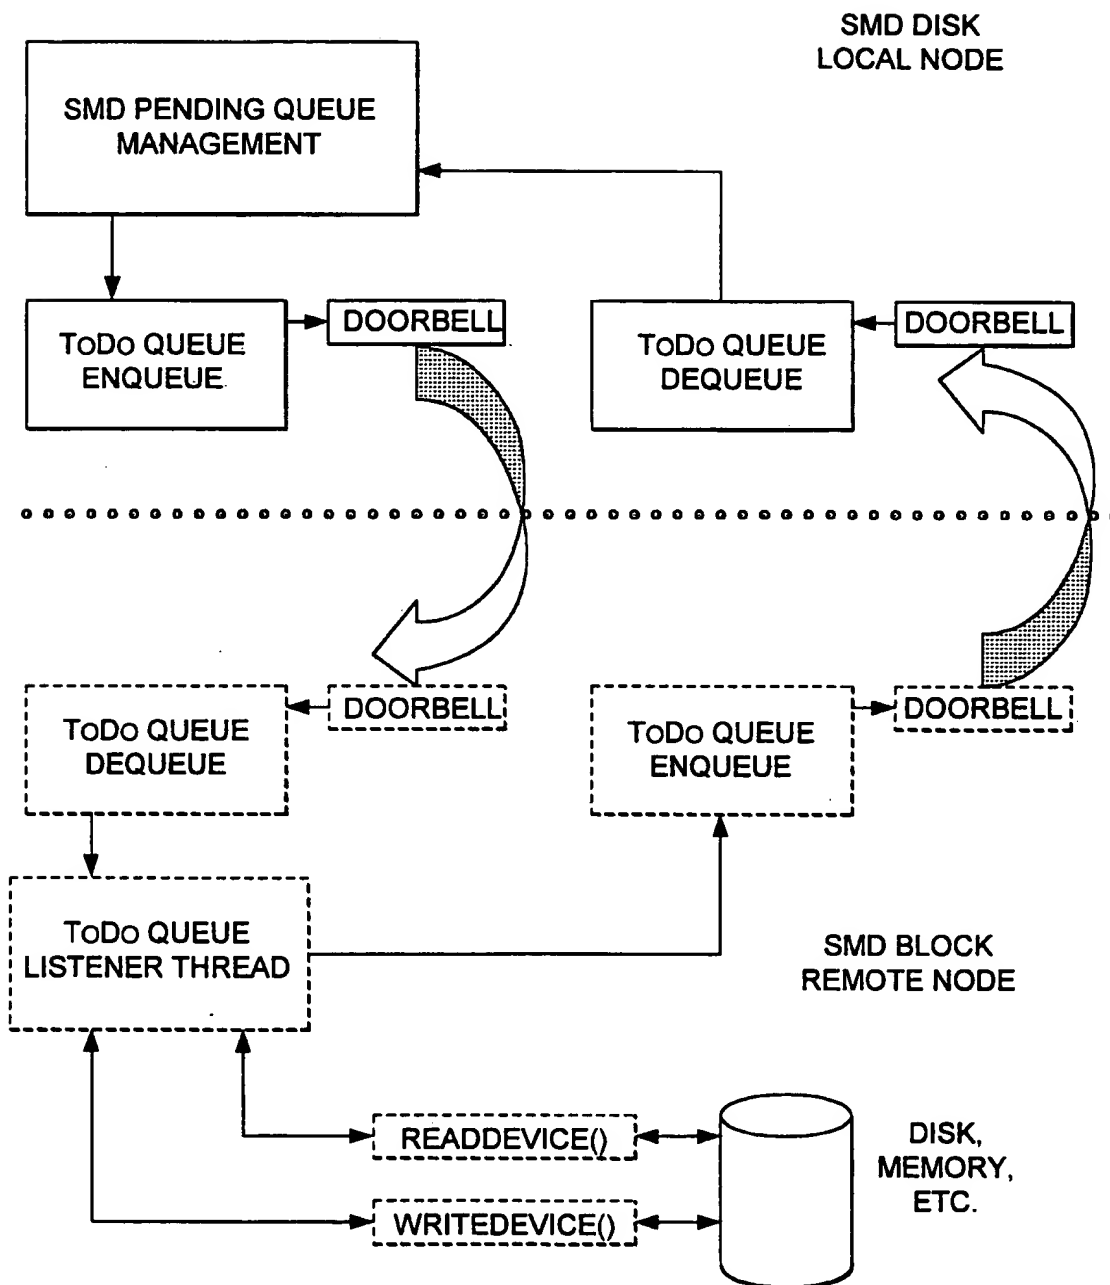 SMD DISK
LOCAL NODE
SMD PENDING QUEUE
MANAGEMENT
ToDo QUEUE
ENQUEUE
DOORBELL
ToDo QUEUE
DEQUEUE
DOORBELL
ToDo QUEUE
DEQUEUE
DOORBELL
ToDo QUEUE
ENQUEUE
DOORBELL
ToDo QUEUE
LISTENER THREAD
SMD BLOCK
REMOTE NODE
READDEVICE()
WRITEDEVICE()
DISK,
MEMORY,
ETC.